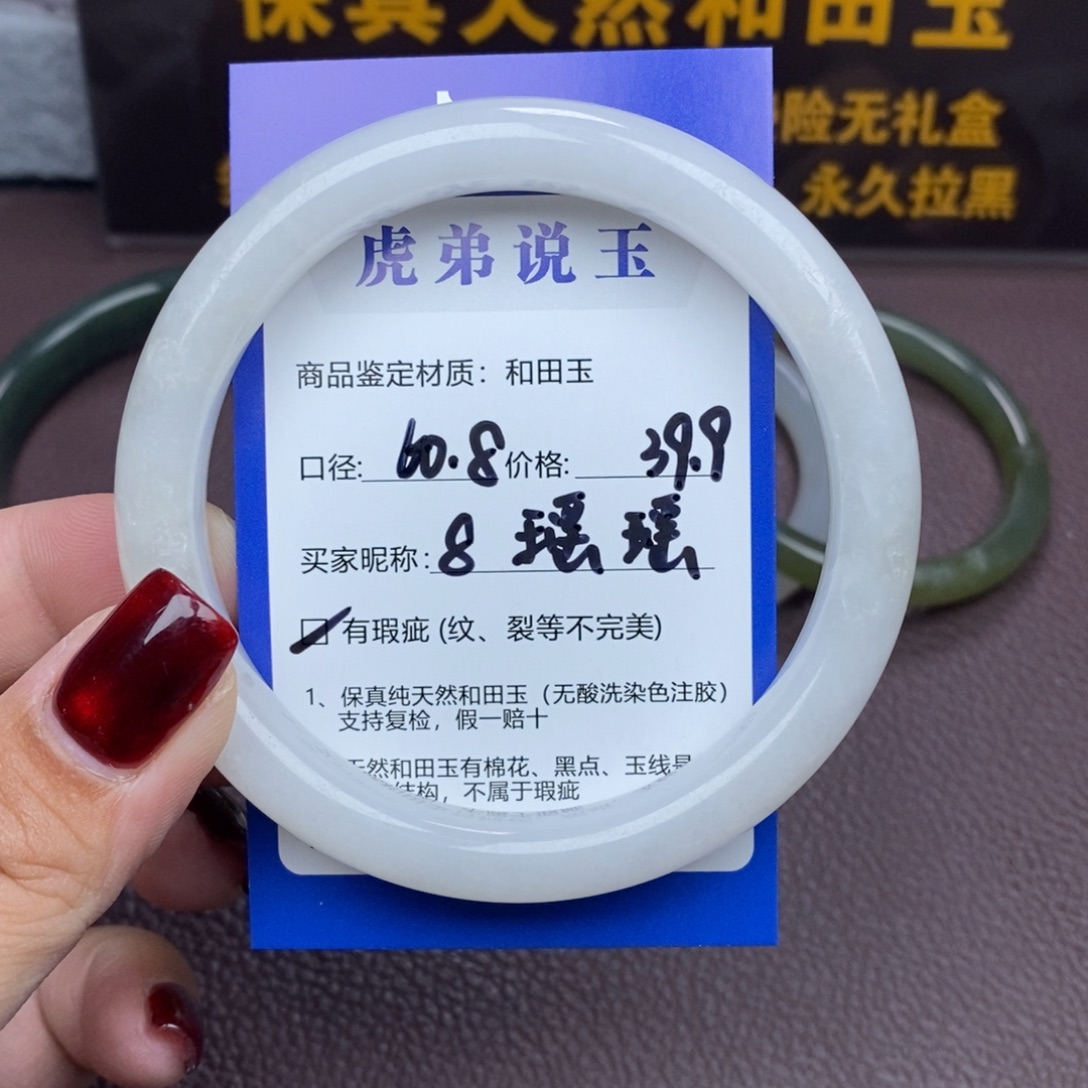 保真天然和田玉
险无礼盒
永久拉黑
虎弟说玉
商品鉴定材质：和田玉
口径: 60.8 价格: 39.9
买家昵称: 8 瑶瑶
有瑕疵 (纹、裂等不完美)
1、保真纯天然和田玉（无酸洗染色注胶）
支持复检，假一赔十
天然和田玉有棉花、黑点、玉线是
结构，不属于瑕疵